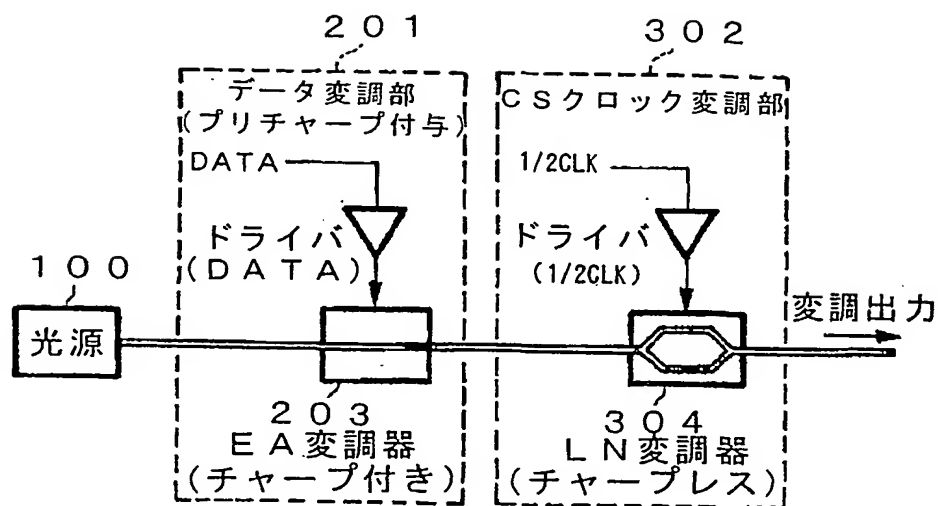 201
302
データ変調部
(プリチャープ付与)
CSクロック変調部
DATA
1/2CLK
ドライバ
(DATA)
ドライバ
(1/2CLK)
100
光源
変調出力
203
EA変調器
(チャープ付き)
304
LN変調器
(チャープレス)